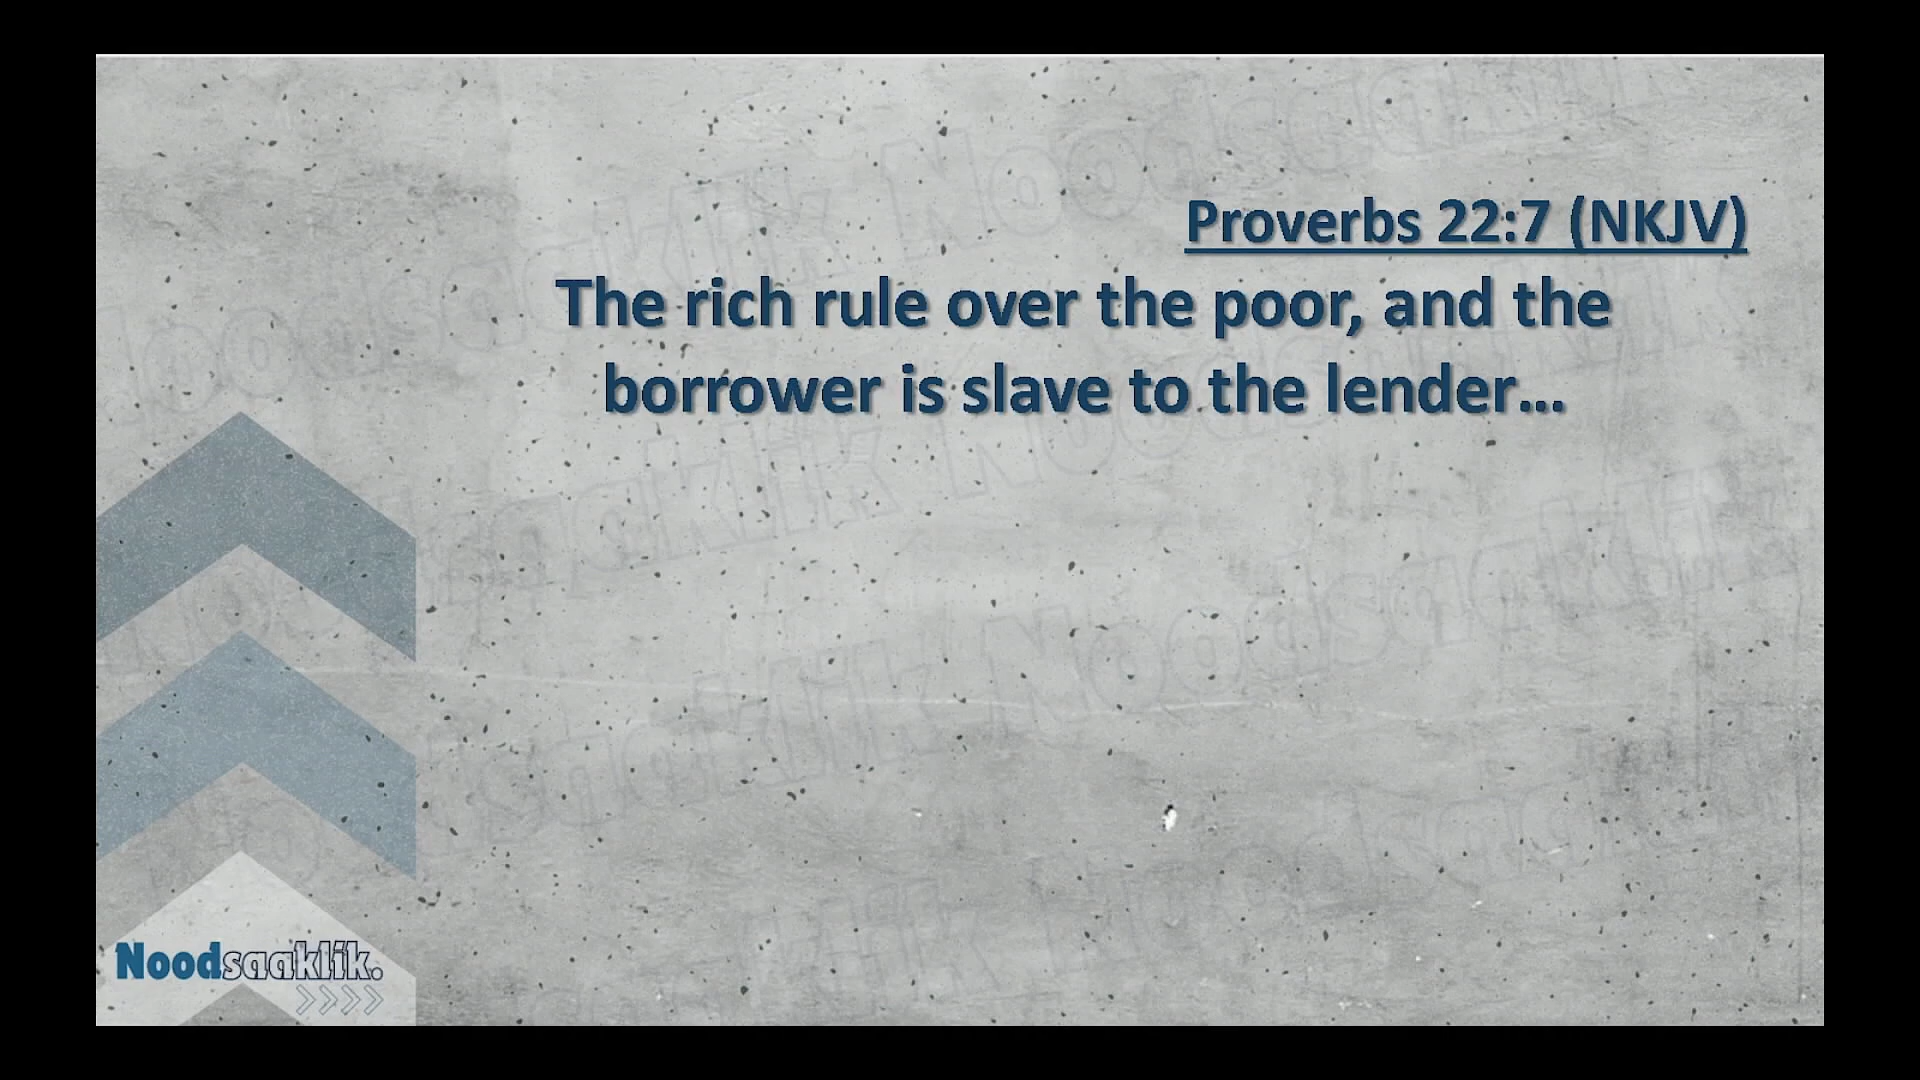 Proverbs 22:7 (NKJV)
The rich rule over the poor, and the
borrower is slave to the lender...
Noodsaaklik.